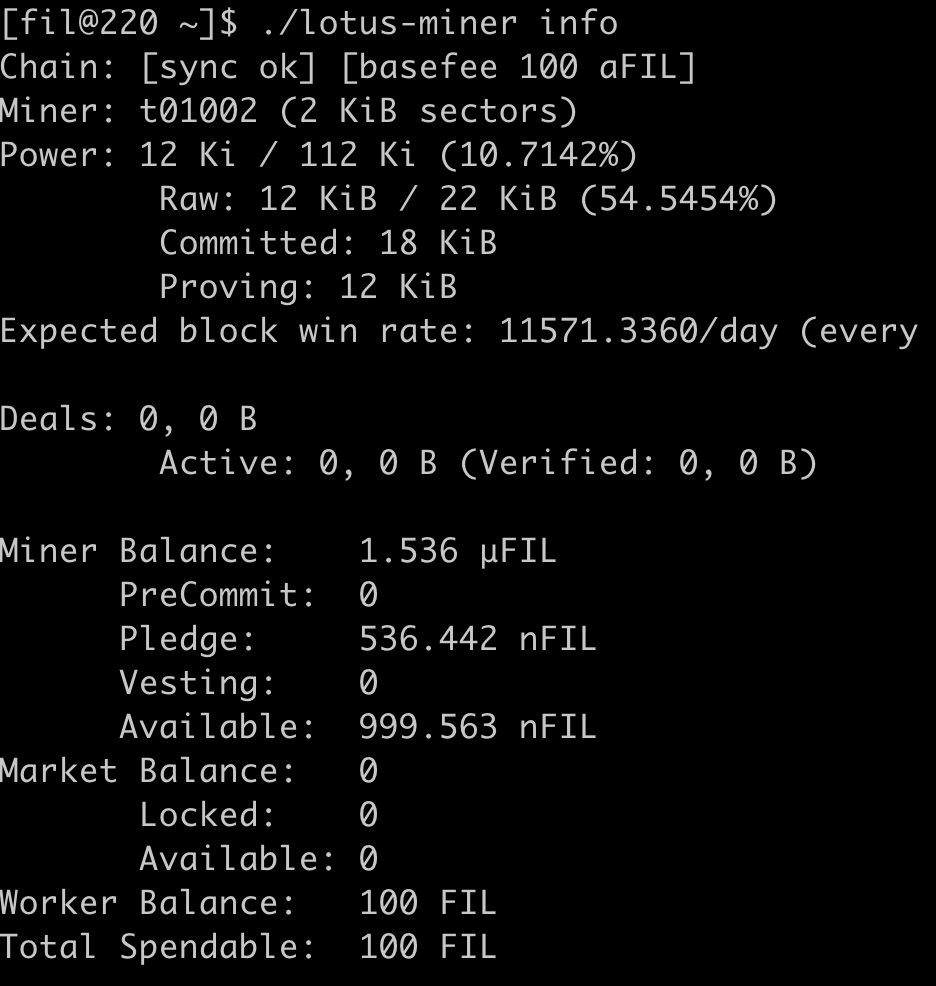 [fil@220 ~]$ ./lotus-miner info
Chain: [sync ok] [basefee 100 aFIL]
Miner: t01002 (2 KiB sectors)
Power: 12 Ki / 112 Ki (10.7142%)
Raw: 12 KiB / 22 KiB (54.5454%)
Committed: 18 KiB
Proving: 12 KiB
Expected block win rate: 11571.3360/day (every
Deals: 0, 0 B
Active: 0, 0 B (Verified: 0, 0 B)
Miner Balance: 1.536 μFIL
PreCommit: 0
Pledge: 536.442 nFIL
Vesting: 0
Available: 999.563 nFIL
Market Balance: 0
Locked: 0
Available: 0
Worker Balance: 100 FIL
Total Spendable: 100 FIL